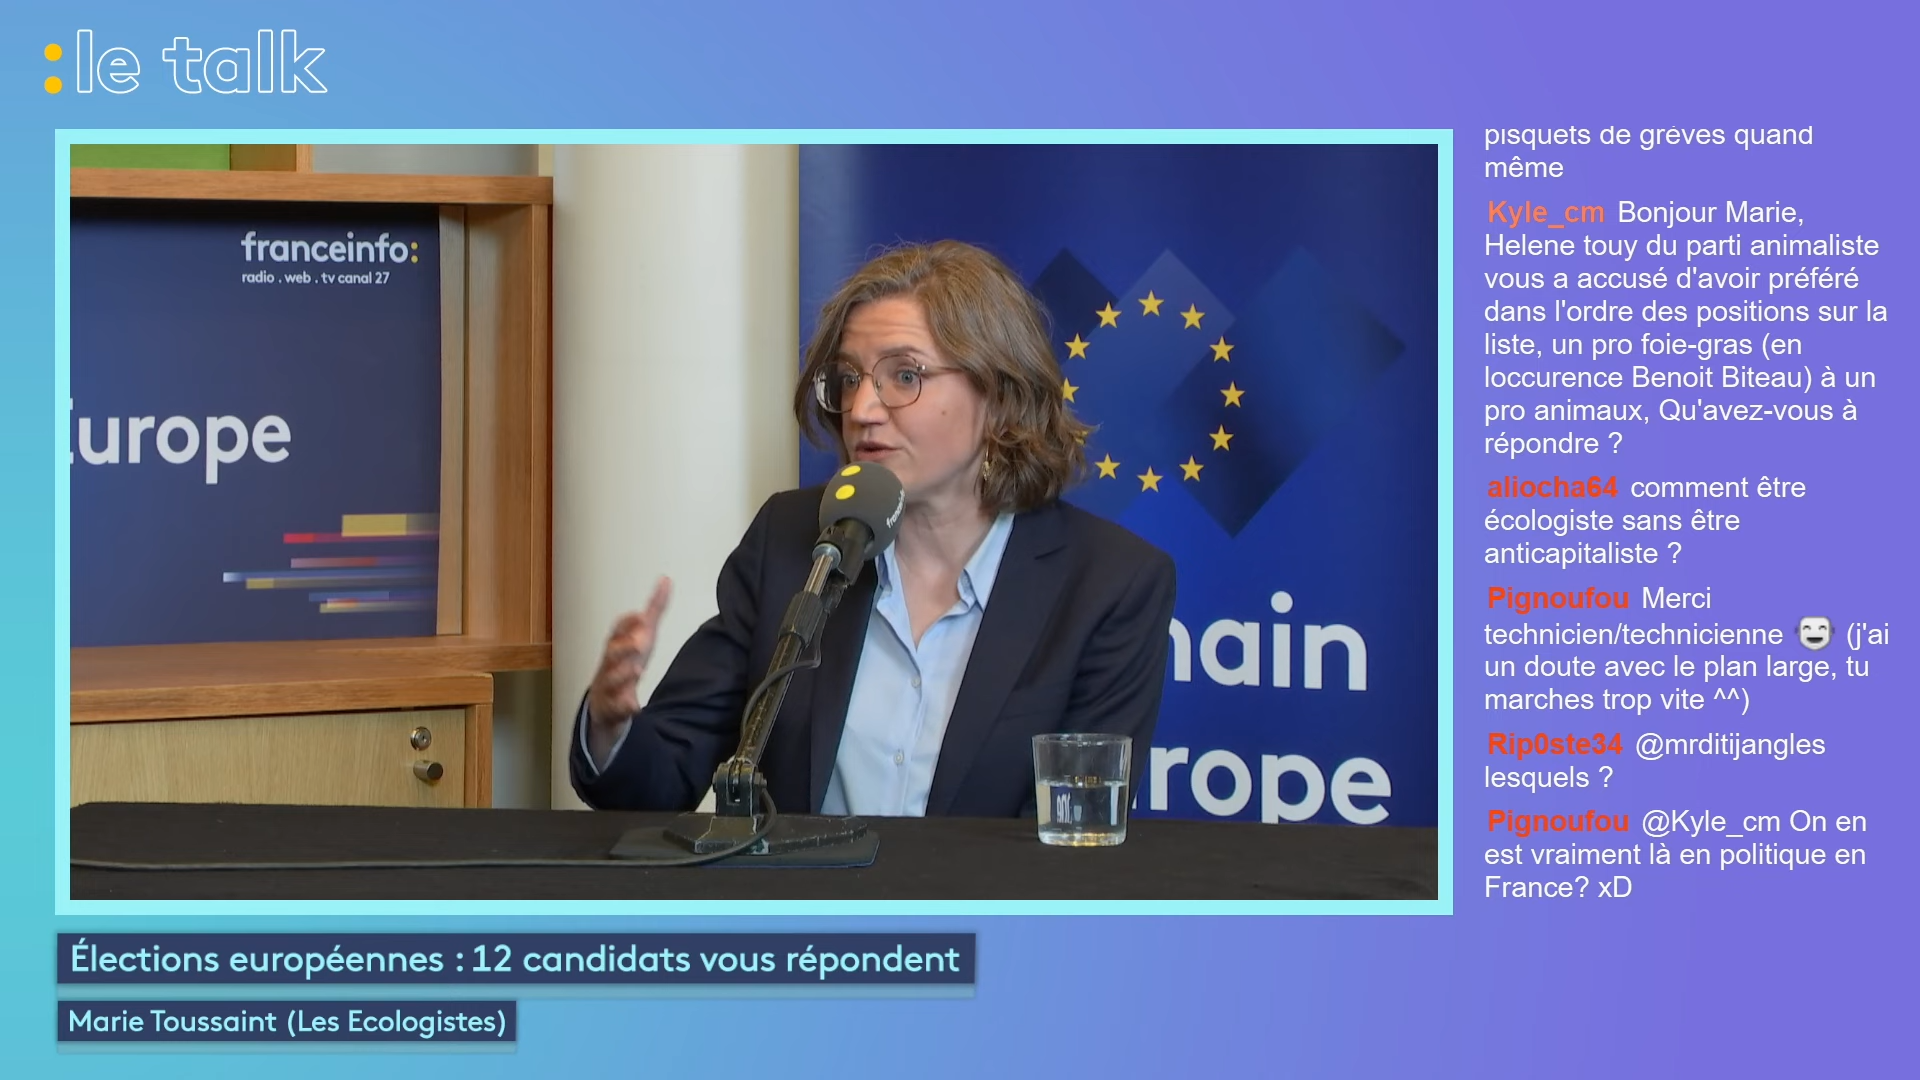 :le talk
franceinfo:
radio . web . tv canal 27
Europe
main
urope
pisquets de grèves quand
même
Kyle_cm Bonjour Marie,
Helene touy du parti animaliste
vous a accusé d'avoir préféré
dans l'ordre des positions sur la
liste, un pro foie-gras (en
loccurence Benoit Biteau) à un
pro animaux, Qu'avez-vous à
répondre ?
aliocha64 comment être
écologiste sans être
anticapitaliste ?
Pignoufou Merci
technicien/technicienne (j'ai
un doute avec le plan large, tu
marches trop vite ^^)
Rip0ste34 @mrditijangles
lesquels ?
Pignoufou @Kyle_cm On en
est vraiment là en politique en
France? xD
Élections européennes : 12 candidats vous répondent
Marie Toussaint (Les Ecologistes)